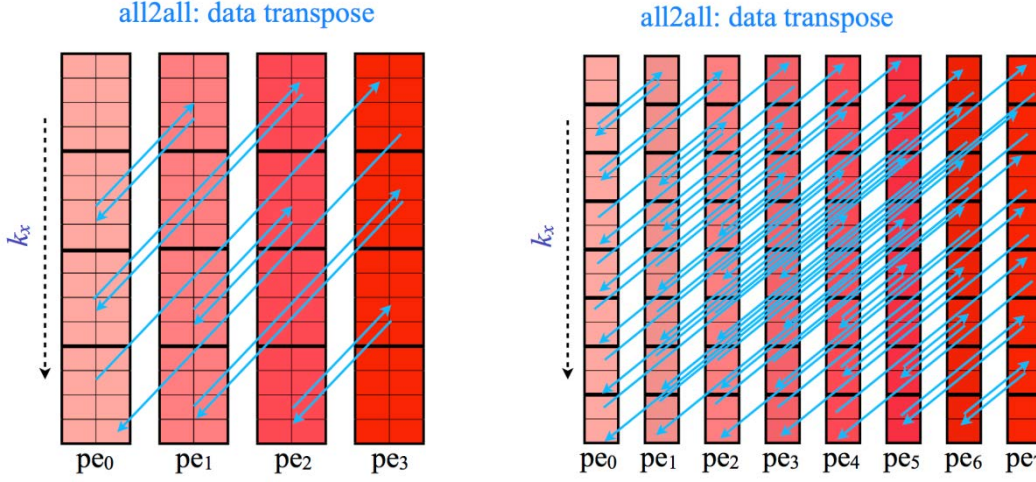 all2all: data transpose
all2all: data transpose
kₓ
kₓ
pe₀ pe₁ pe₂ pe₃
pe₀ pe₁ pe₂ pe₃ pe₄ pe₅ pe₆ pe₇